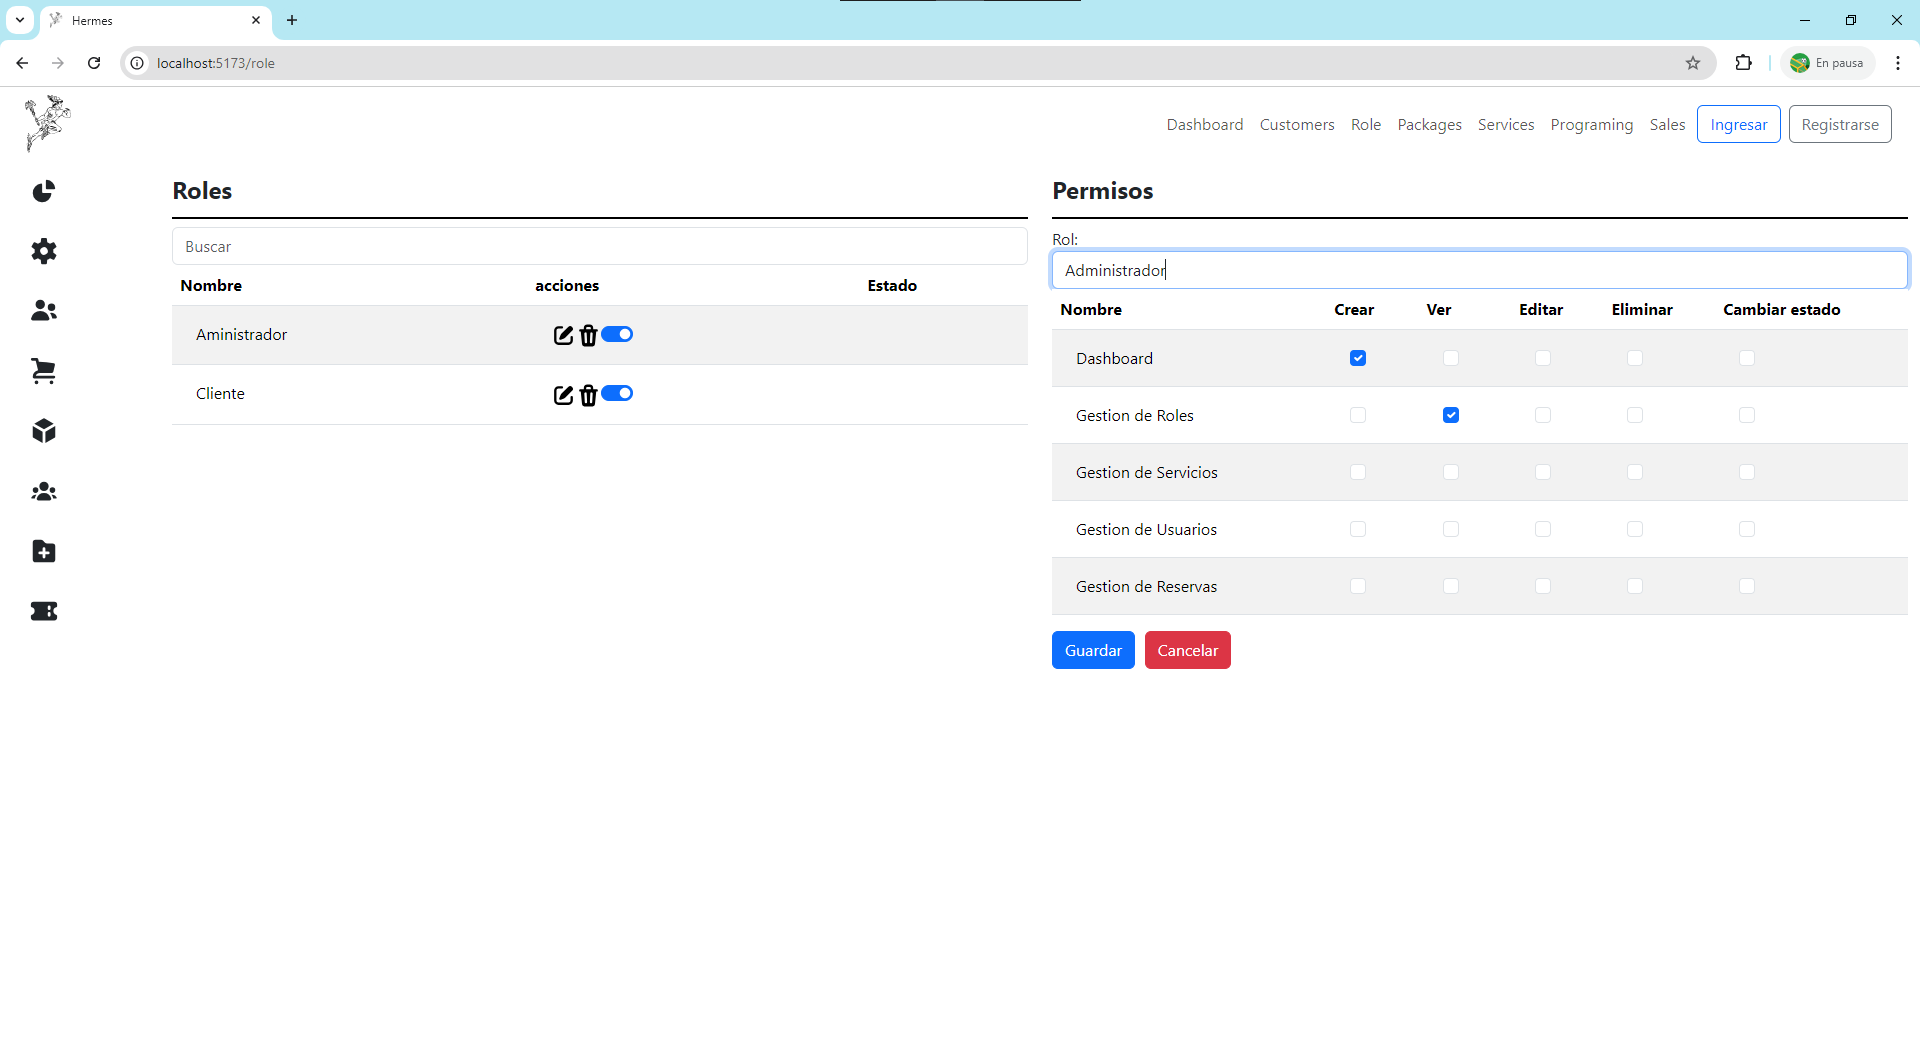 Hermes
localhost:5173/role
En pausa
Dashboard Customers Role Packages Services Programing Sales Ingresar Registrarse
Roles
Buscar
Nombre acciones Estado
Aministrador
Cliente
Permisos
Rol:
Administrador
Nombre Crear Ver Editar Eliminar Cambiar estado
Dashboard
Gestion de Roles
Gestion de Servicios
Gestion de Usuarios
Gestion de Reservas
Guardar Cancelar